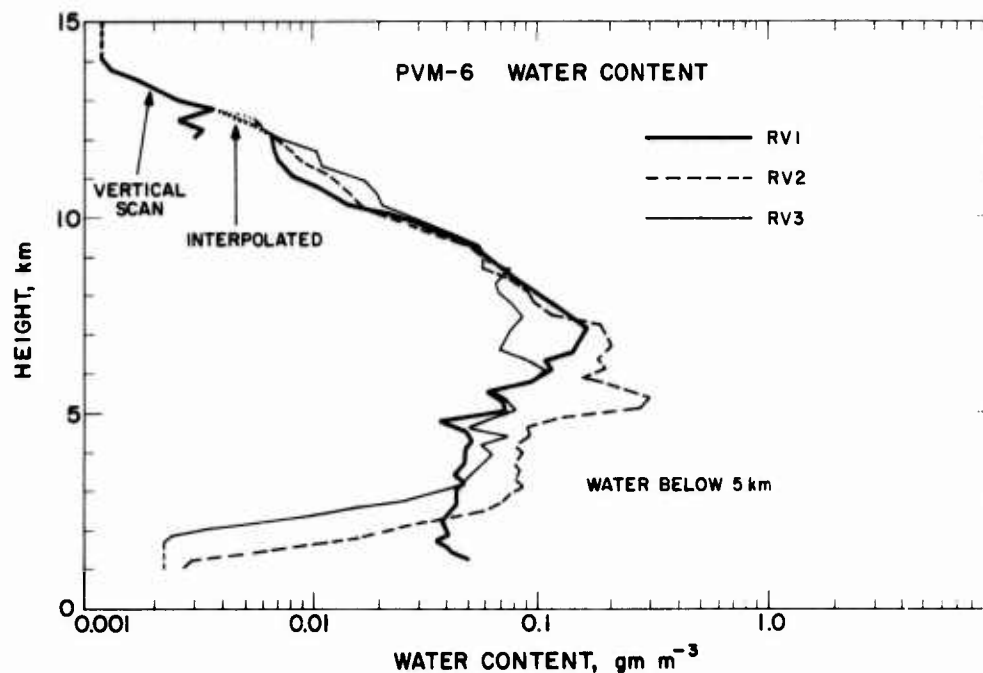 PVM-6 WATER CONTENT
RV1
RV2
RV3
VERTICAL
SCAN
INTERPOLATED
WATER BELOW 5 km
HEIGHT, km
15
10
5
0
0.001
0.01
0.1
1.0
WATER CONTENT, gm m⁻³